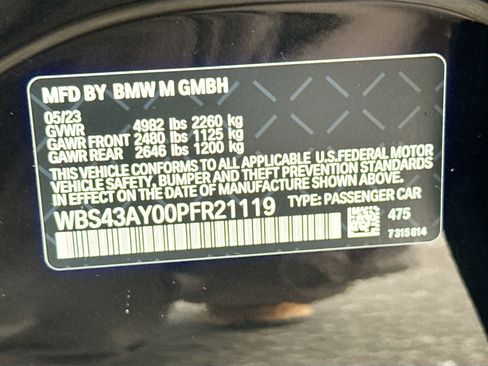 MFD BY BMW M GMBH
05/23
GVWR 4982 lbs 2260 kg
GAWR FRONT 2480 lbs 1125 kg
GAWR REAR 2646 lbs 1200 kg
THIS VEHICLE CONFORMS TO ALL APPLICABLE U.S.FEDERAL MOTOR
VEHICLE SAFETY, BUMPER AND THEFT PREVENTION STANDARDS
IN EFFECT ON THE DATE OF MANUFACTURE SHOWN ABOVE.
WBS43AY00PFR21119 TYPE: PASSENGER CAR
475
7315814